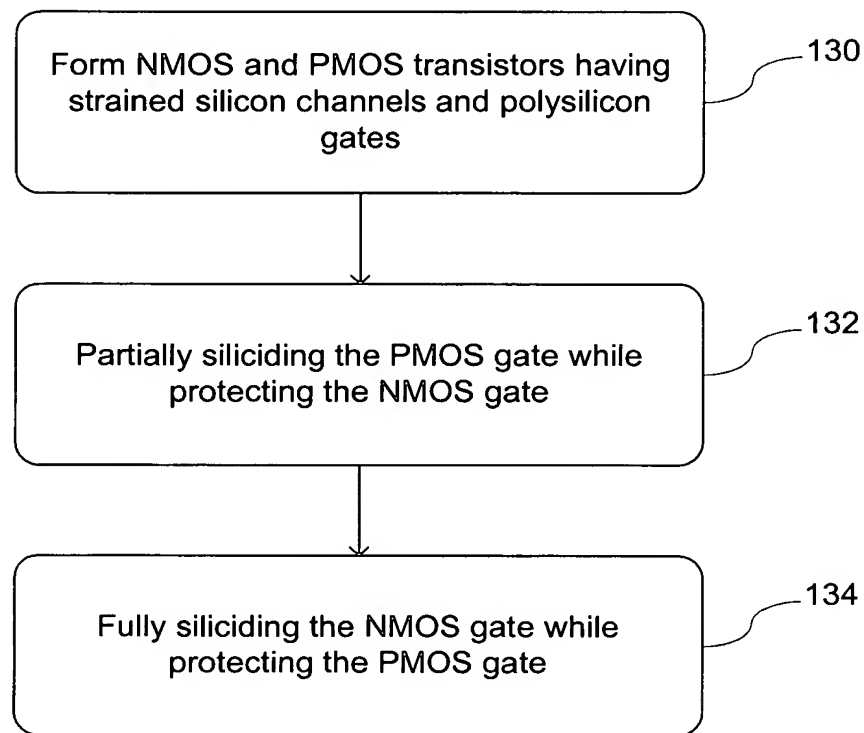 Form NMOS and PMOS transistors having
strained silicon channels and polysilicon
gates
130
Partially siliciding the PMOS gate while
protecting the NMOS gate
132
Fully siliciding the NMOS gate while
protecting the PMOS gate
134